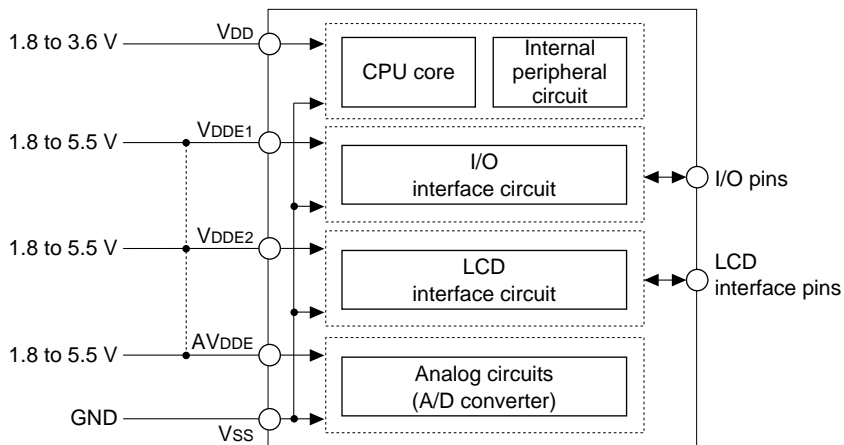 1.8 to 3.6 V
VDD
CPU core
Internal
peripheral
circuit
1.8 to 5.5 V
VDDE1
I/O
interface circuit
I/O pins
1.8 to 5.5 V
VDDE2
LCD
interface circuit
LCD
interface pins
1.8 to 5.5 V
AVDDE
Analog circuits
(A/D converter)
GND
VSS